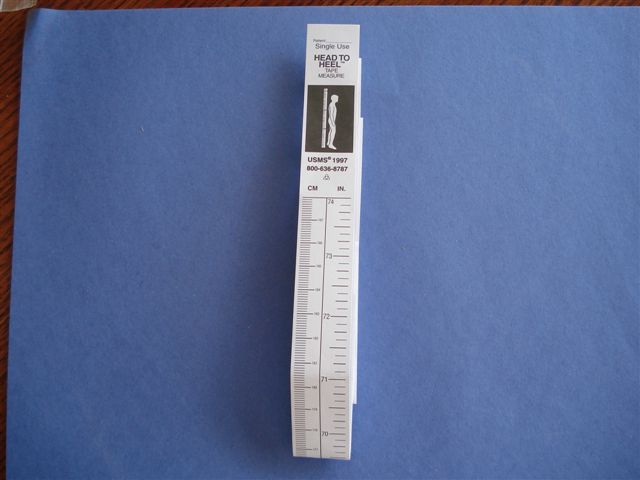 Patient
Single Use
HEAD TO
HEEL™
TAPE
MEASURE
USMS® 1997
800-636-8787
CM IN.
74
73
72
71
70